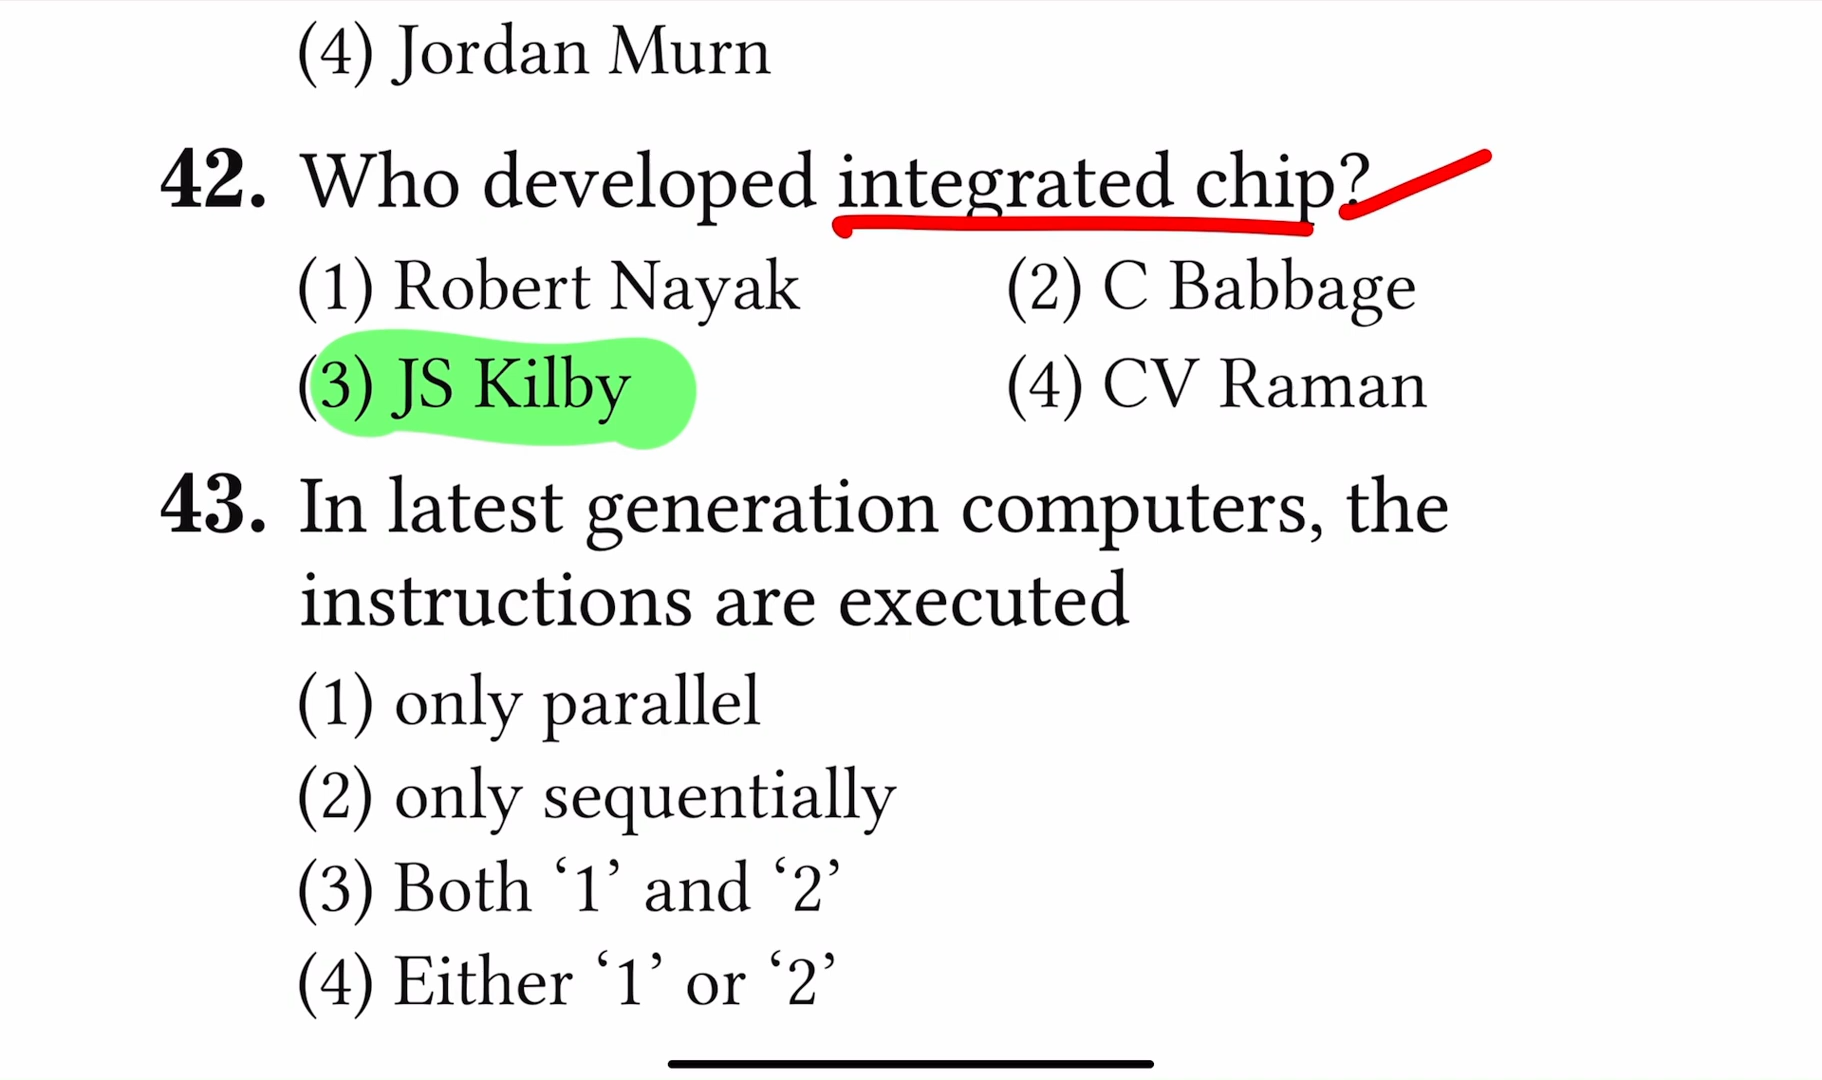 (4) Jordan Murn
42. Who developed integrated chip?
(1) Robert Nayak (2) C Babbage
(3) JS Kilby (4) CV Raman
43. In latest generation computers, the
instructions are executed
(1) only parallel
(2) only sequentially
(3) Both ‘1’ and ‘2’
(4) Either ‘1’ or ‘2’